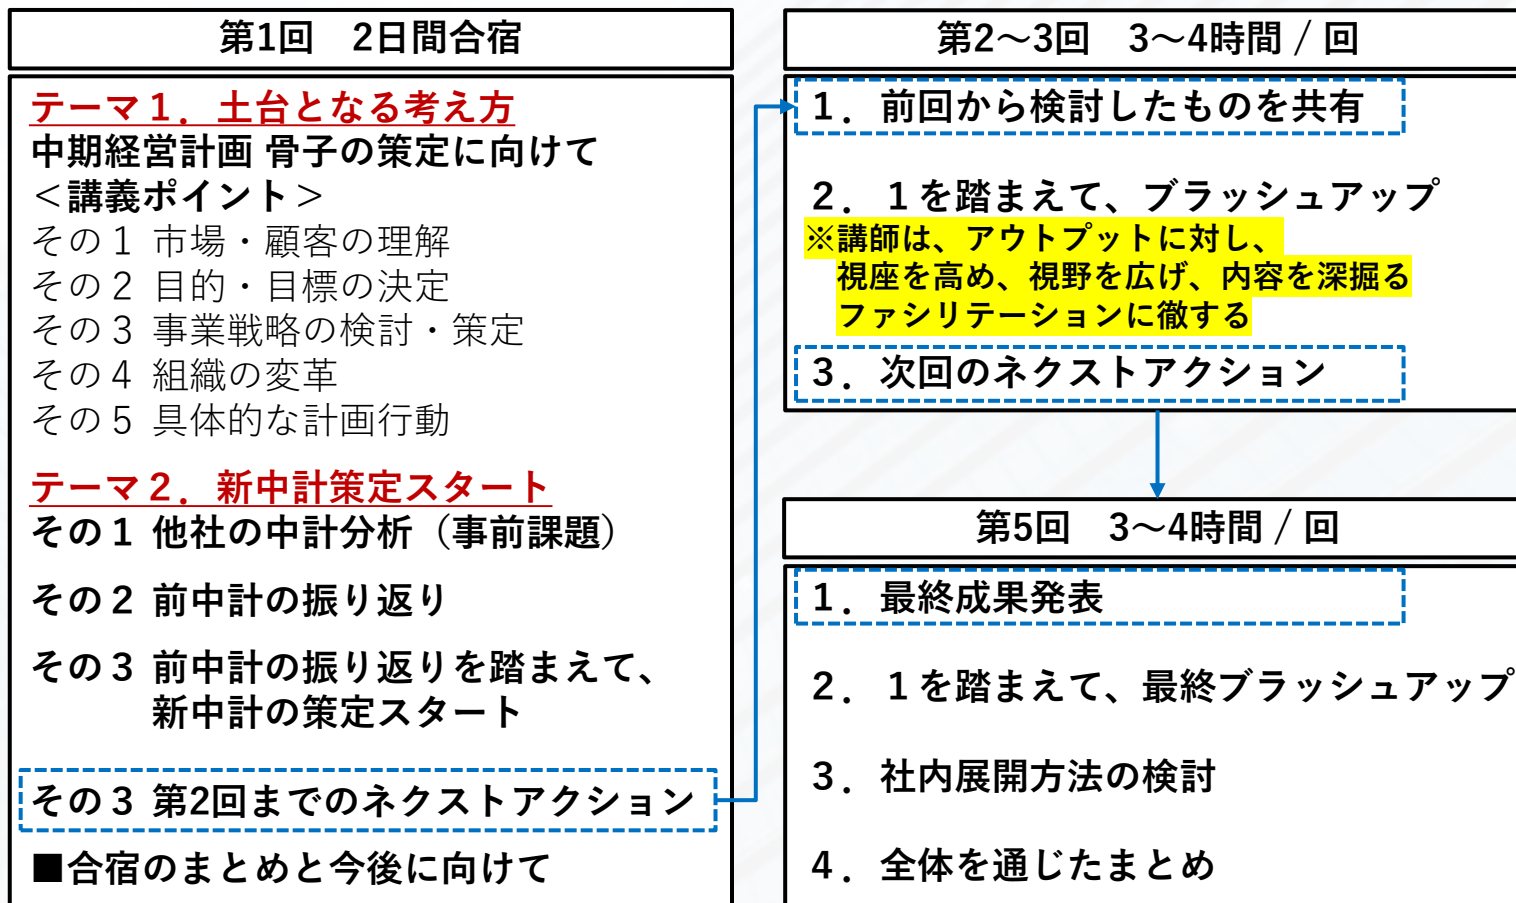 第1回　2日間合宿
テーマ１．土台となる考え方
中期経営計画 骨子の策定に向けて
＜講義ポイント＞
その１ 市場・顧客の理解
その２ 目的・目標の決定
その３ 事業戦略の検討・策定
その４ 組織の変革
その５ 具体的な計画行動
テーマ２．新中計策定スタート
その１ 他社の中計分析（事前課題）
その２ 前中計の振り返り
その３ 前中計の振り返りを踏まえて、
新中計の策定スタート
その３ 第2回までのネクストアクション
■合宿のまとめと今後に向けて
第2～3回　3～4時間 / 回
１．前回から検討したものを共有
２．１を踏まえて、ブラッシュアップ
※講師は、アウトプットに対し、
視座を高め、視野を広げ、内容を深掘る
ファシリテーションに徹する
３．次回のネクストアクション
第5回　3～4時間 / 回
１．最終成果発表
２．１を踏まえて、最終ブラッシュアップ
３．社内展開方法の検討
４．全体を通じたまとめ